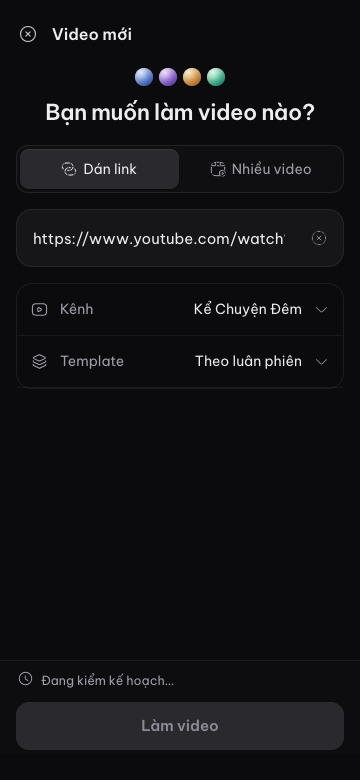 Video mới
Bạn muốn làm video nào?
Dán link
Nhiều video
https://www.youtube.com/watch
Kênh
Kể Chuyện Đêm
Template
Theo luân phiên
Đang kiểm kế hoạch...
Làm video